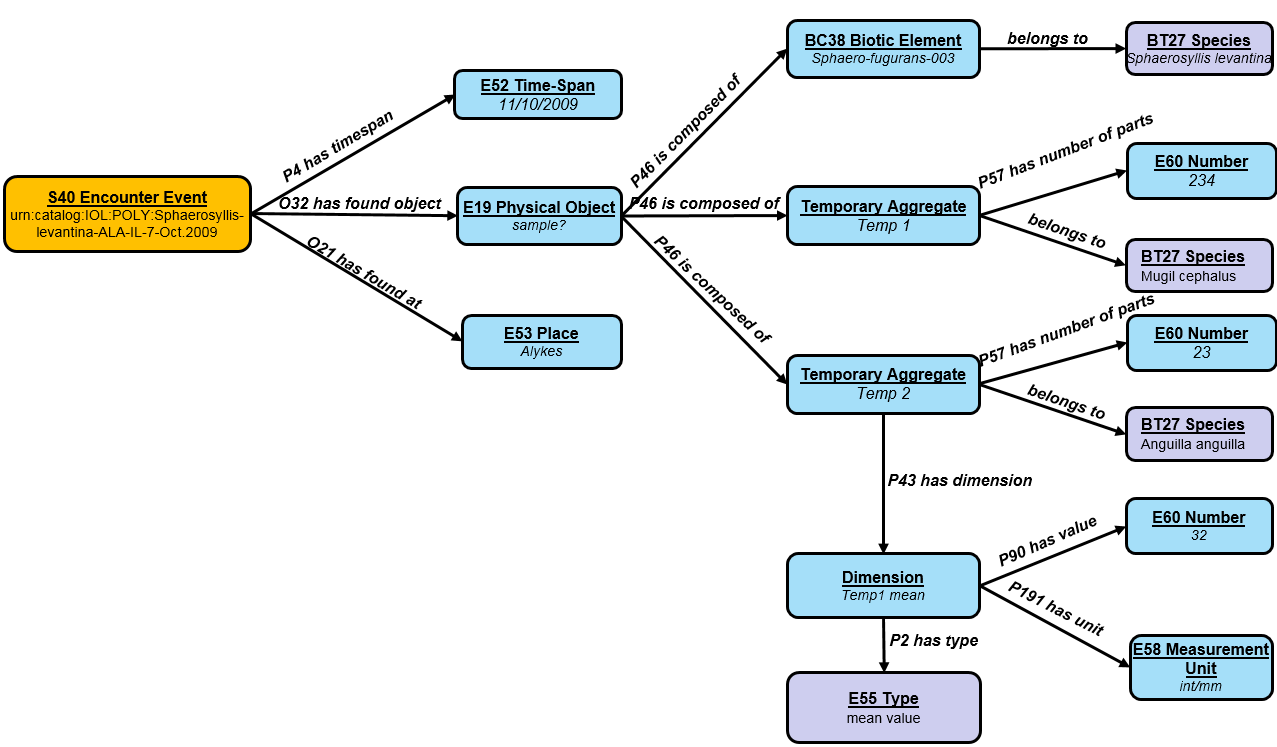 BC38 Biotic Element
Sphaero-fugurans-003
belongs to
BT27 Species
Sphaerosyllis levantina
E52 Time-Span
11/10/2009
P4 has timespan
P46 is composed of
P57 has number of parts
E60 Number
234
S40 Encounter Event
urn:catalog:IOL:POLY:Sphaerosyllis-
levantina-ALA-IL-7-Oct.2009
O32 has found object
E19 Physical Object
sample?
P46 is composed of
Temporary Aggregate
Temp 1
belongs to
BT27 Species
Mugil cephalus
O21 has found at
P46 is composed of
E53 Place
Alykes
P57 has number of parts
E60 Number
23
Temporary Aggregate
Temp 2
belongs to
BT27 Species
Anguilla anguilla
P43 has dimension
P90 has value
E60 Number
32
Dimension
Temp1 mean
P191 has unit
P2 has type
E58 Measurement
Unit
int/mm
E55 Type
mean value